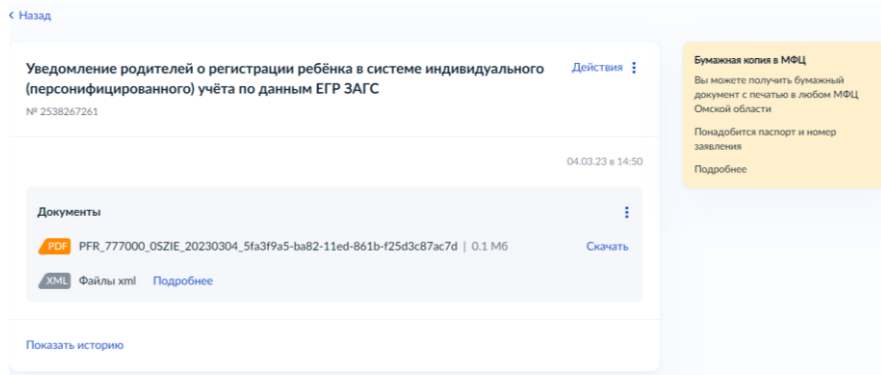 Назад
Уведомление родителей о регистрации ребёнка в системе индивидуального
(персонифицированного) учёта по данным ЕГР ЗАГС
Действия
№ 2538267261
04.03.23 в 14:50
Документы
PDF PFR_777000_0SZIE_20230304_5fa3f9a5-ba82-11ed-861b-f25d3c87ac7d | 0.1 Мб Скачать
XML Файлы xml Подробнее
Показать историю
Бумажная копия в МФЦ
Вы можете получить бумажный
документ с печатью в любом МФЦ
Омской области
Понадобится паспорт и номер
заявления
Подробнее